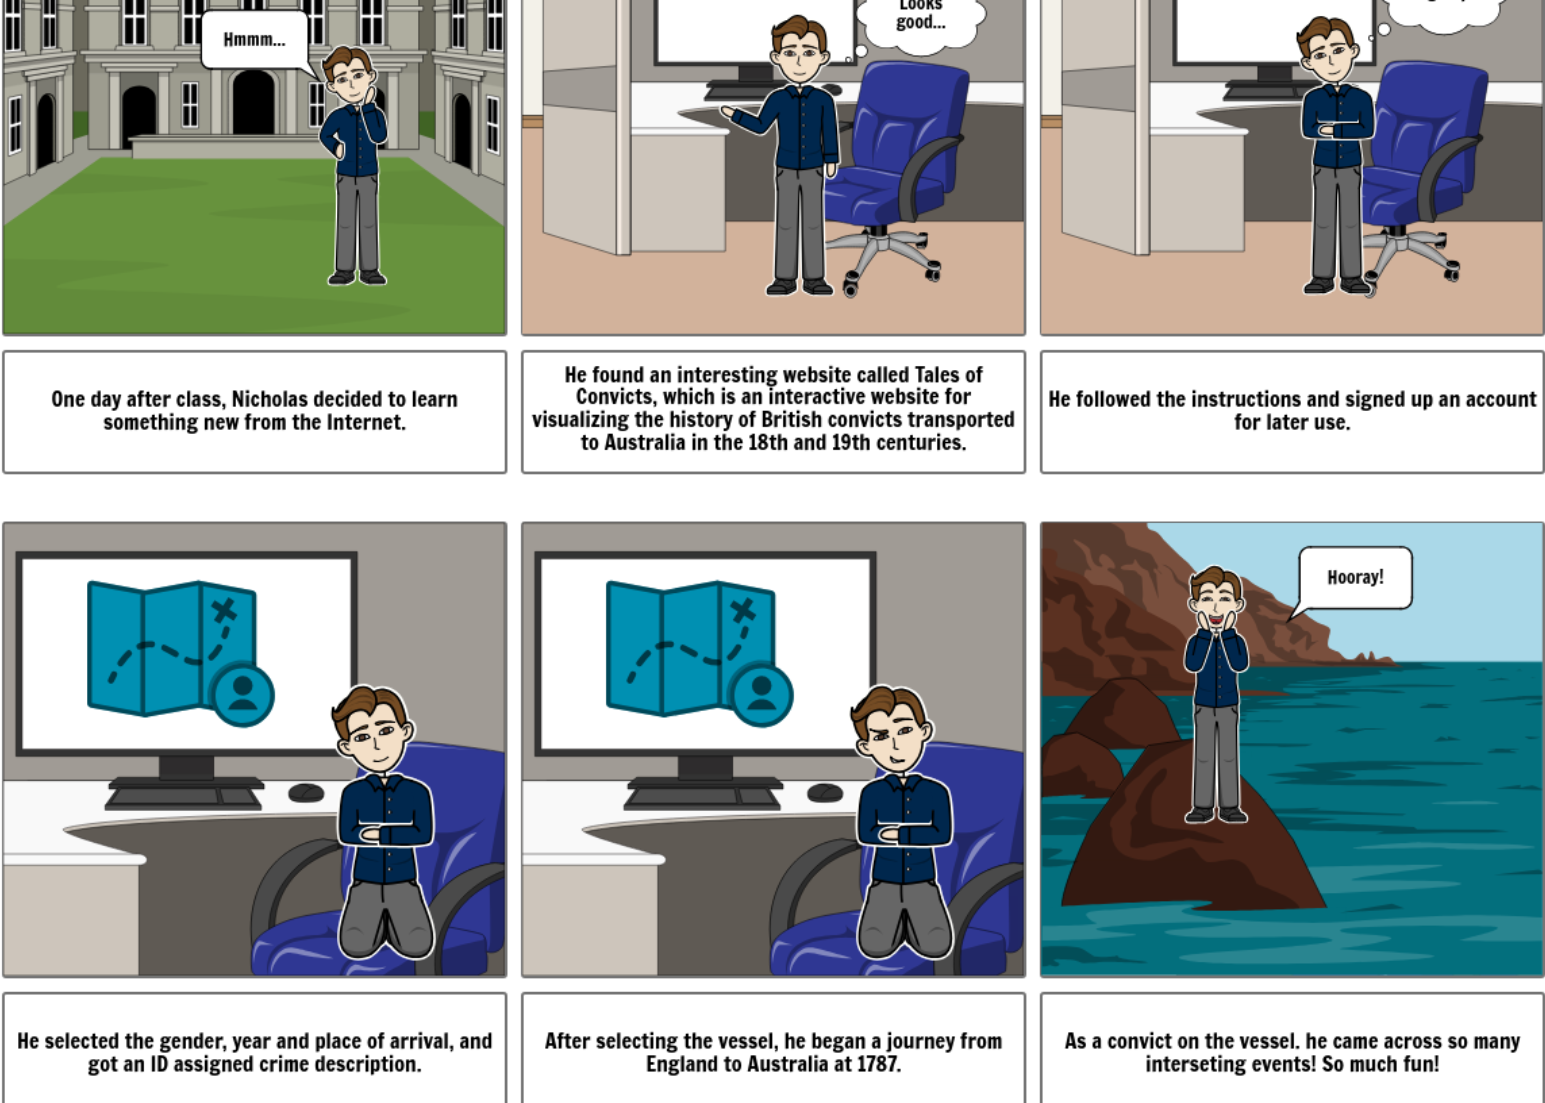 Hmmm...
Looks
good...
One day after class, Nicholas decided to learn
something new from the Internet.
He found an interesting website called Tales of
Convicts, which is an interactive website for
visualizing the history of British convicts transported
to Australia in the 18th and 19th centuries.
He followed the instructions and signed up an account
for later use.
Hooray!
He selected the gender, year and place of arrival, and
got an ID assigned crime description.
After selecting the vessel, he began a journey from
England to Australia at 1787.
As a convict on the vessel. he came across so many
interseting events! So much fun!